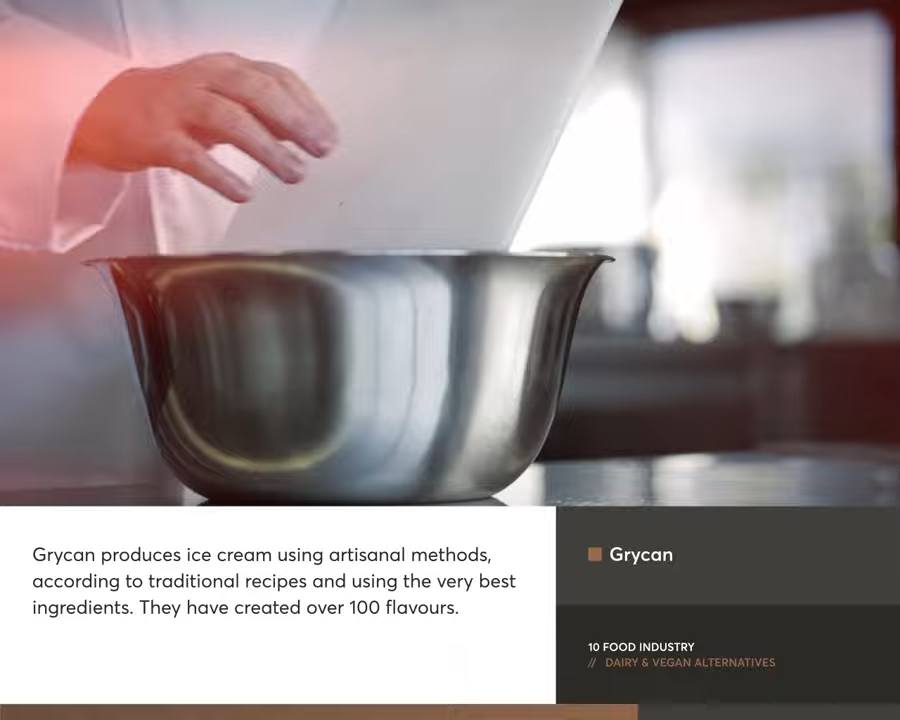 Grycan produces ice cream using artisanal methods,
according to traditional recipes and using the very best
ingredients. They have created over 100 flavours.
Grycan
10 FOOD INDUSTRY
// DAIRY & VEGAN ALTERNATIVES